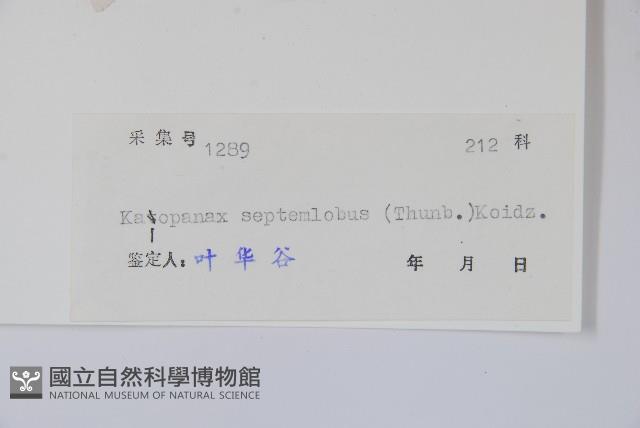 采集号 1289 212 科
Kalopanax septemlobus (Thunb.)Koidz.
鉴定人: 叶华谷 年 月 日
國立自然科學博物館
NATIONAL MUSEUM OF NATURAL SCIENCE